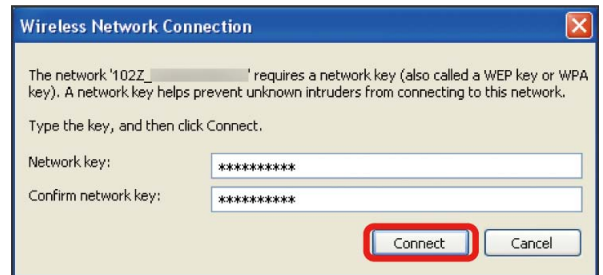 Wireless Network Connection
The network '102Z_ ' requires a network key (also called a WEP key or WPA
key). A network key helps prevent unknown intruders from connecting to this network.
Type the key, and then click Connect.
Network key: **********
Confirm network key: **********
Connect Cancel